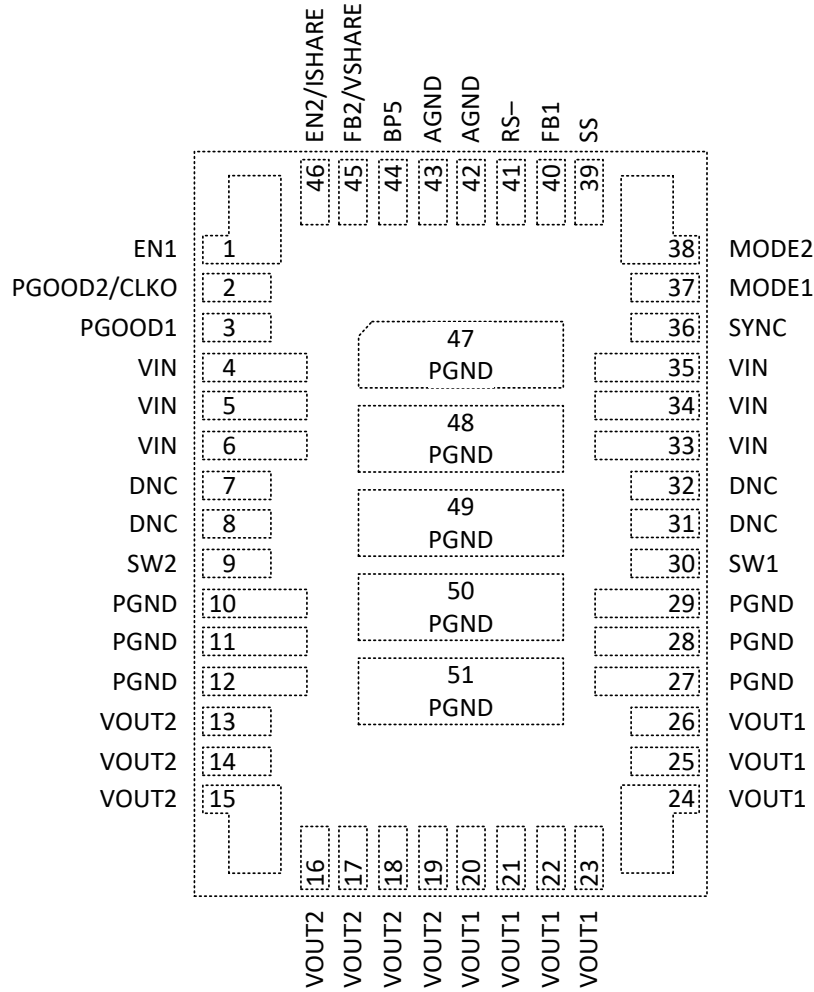 EN2/ISHARE
FB2/VSHARE
BP5
AGND
AGND
RS–
FB1
SS
46
45
44
43
42
41
40
39
EN1 1 38 MODE2
PGOOD2/CLKO 2 37 MODE1
PGOOD1 3 36 SYNC
47
PGND
VIN 4 35 VIN
VIN 5 34 VIN
48
PGND
VIN 6 33 VIN
DNC 7 32 DNC
49
PGND
DNC 8 31 DNC
SW2 9 30 SW1
50
PGND
PGND 10 29 PGND
PGND 11 28 PGND
51
PGND
PGND 12 27 PGND
VOUT2 13 26 VOUT1
VOUT2 14 25 VOUT1
VOUT2 15 24 VOUT1
16
17
18
19
20
21
22
23
VOUT2
VOUT2
VOUT2
VOUT2
VOUT1
VOUT1
VOUT1
VOUT1